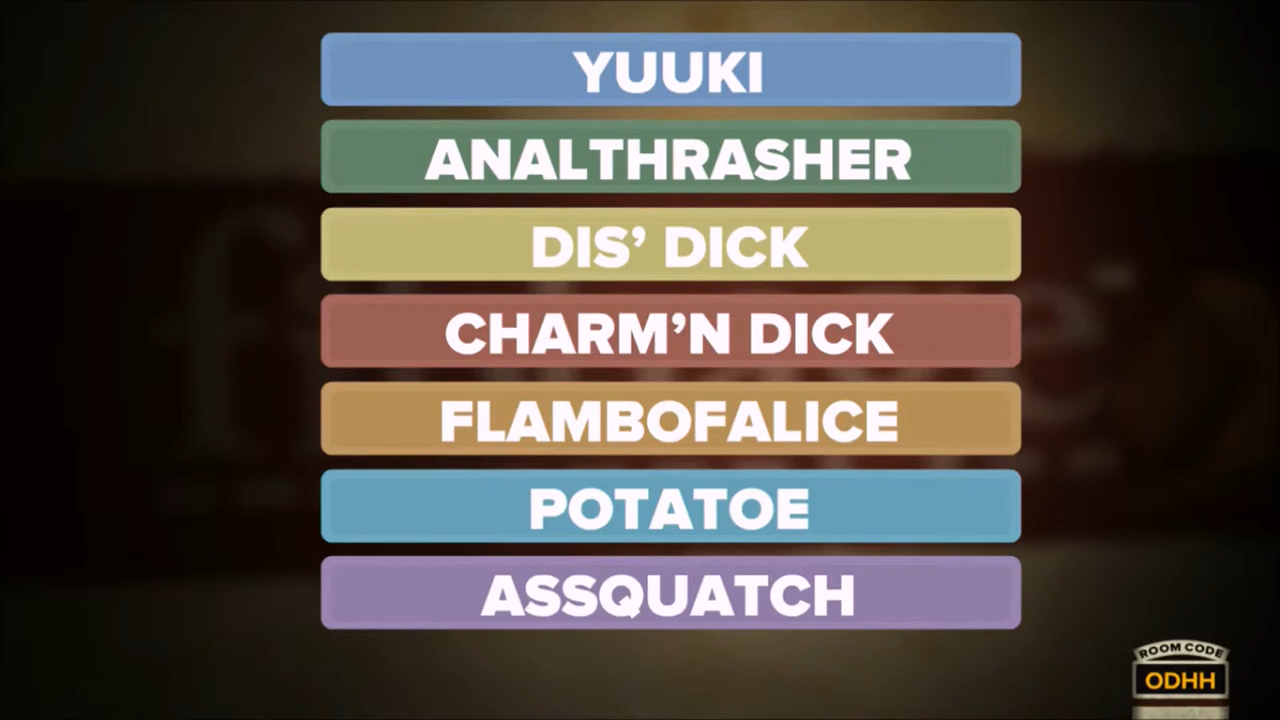 YUUKI
ANALTHRASHER
DIS’ DICK
CHARM’N DICK
FLAMBOFALICE
POTATOE
ASSQUATCH
ROOM CODE
ODHH